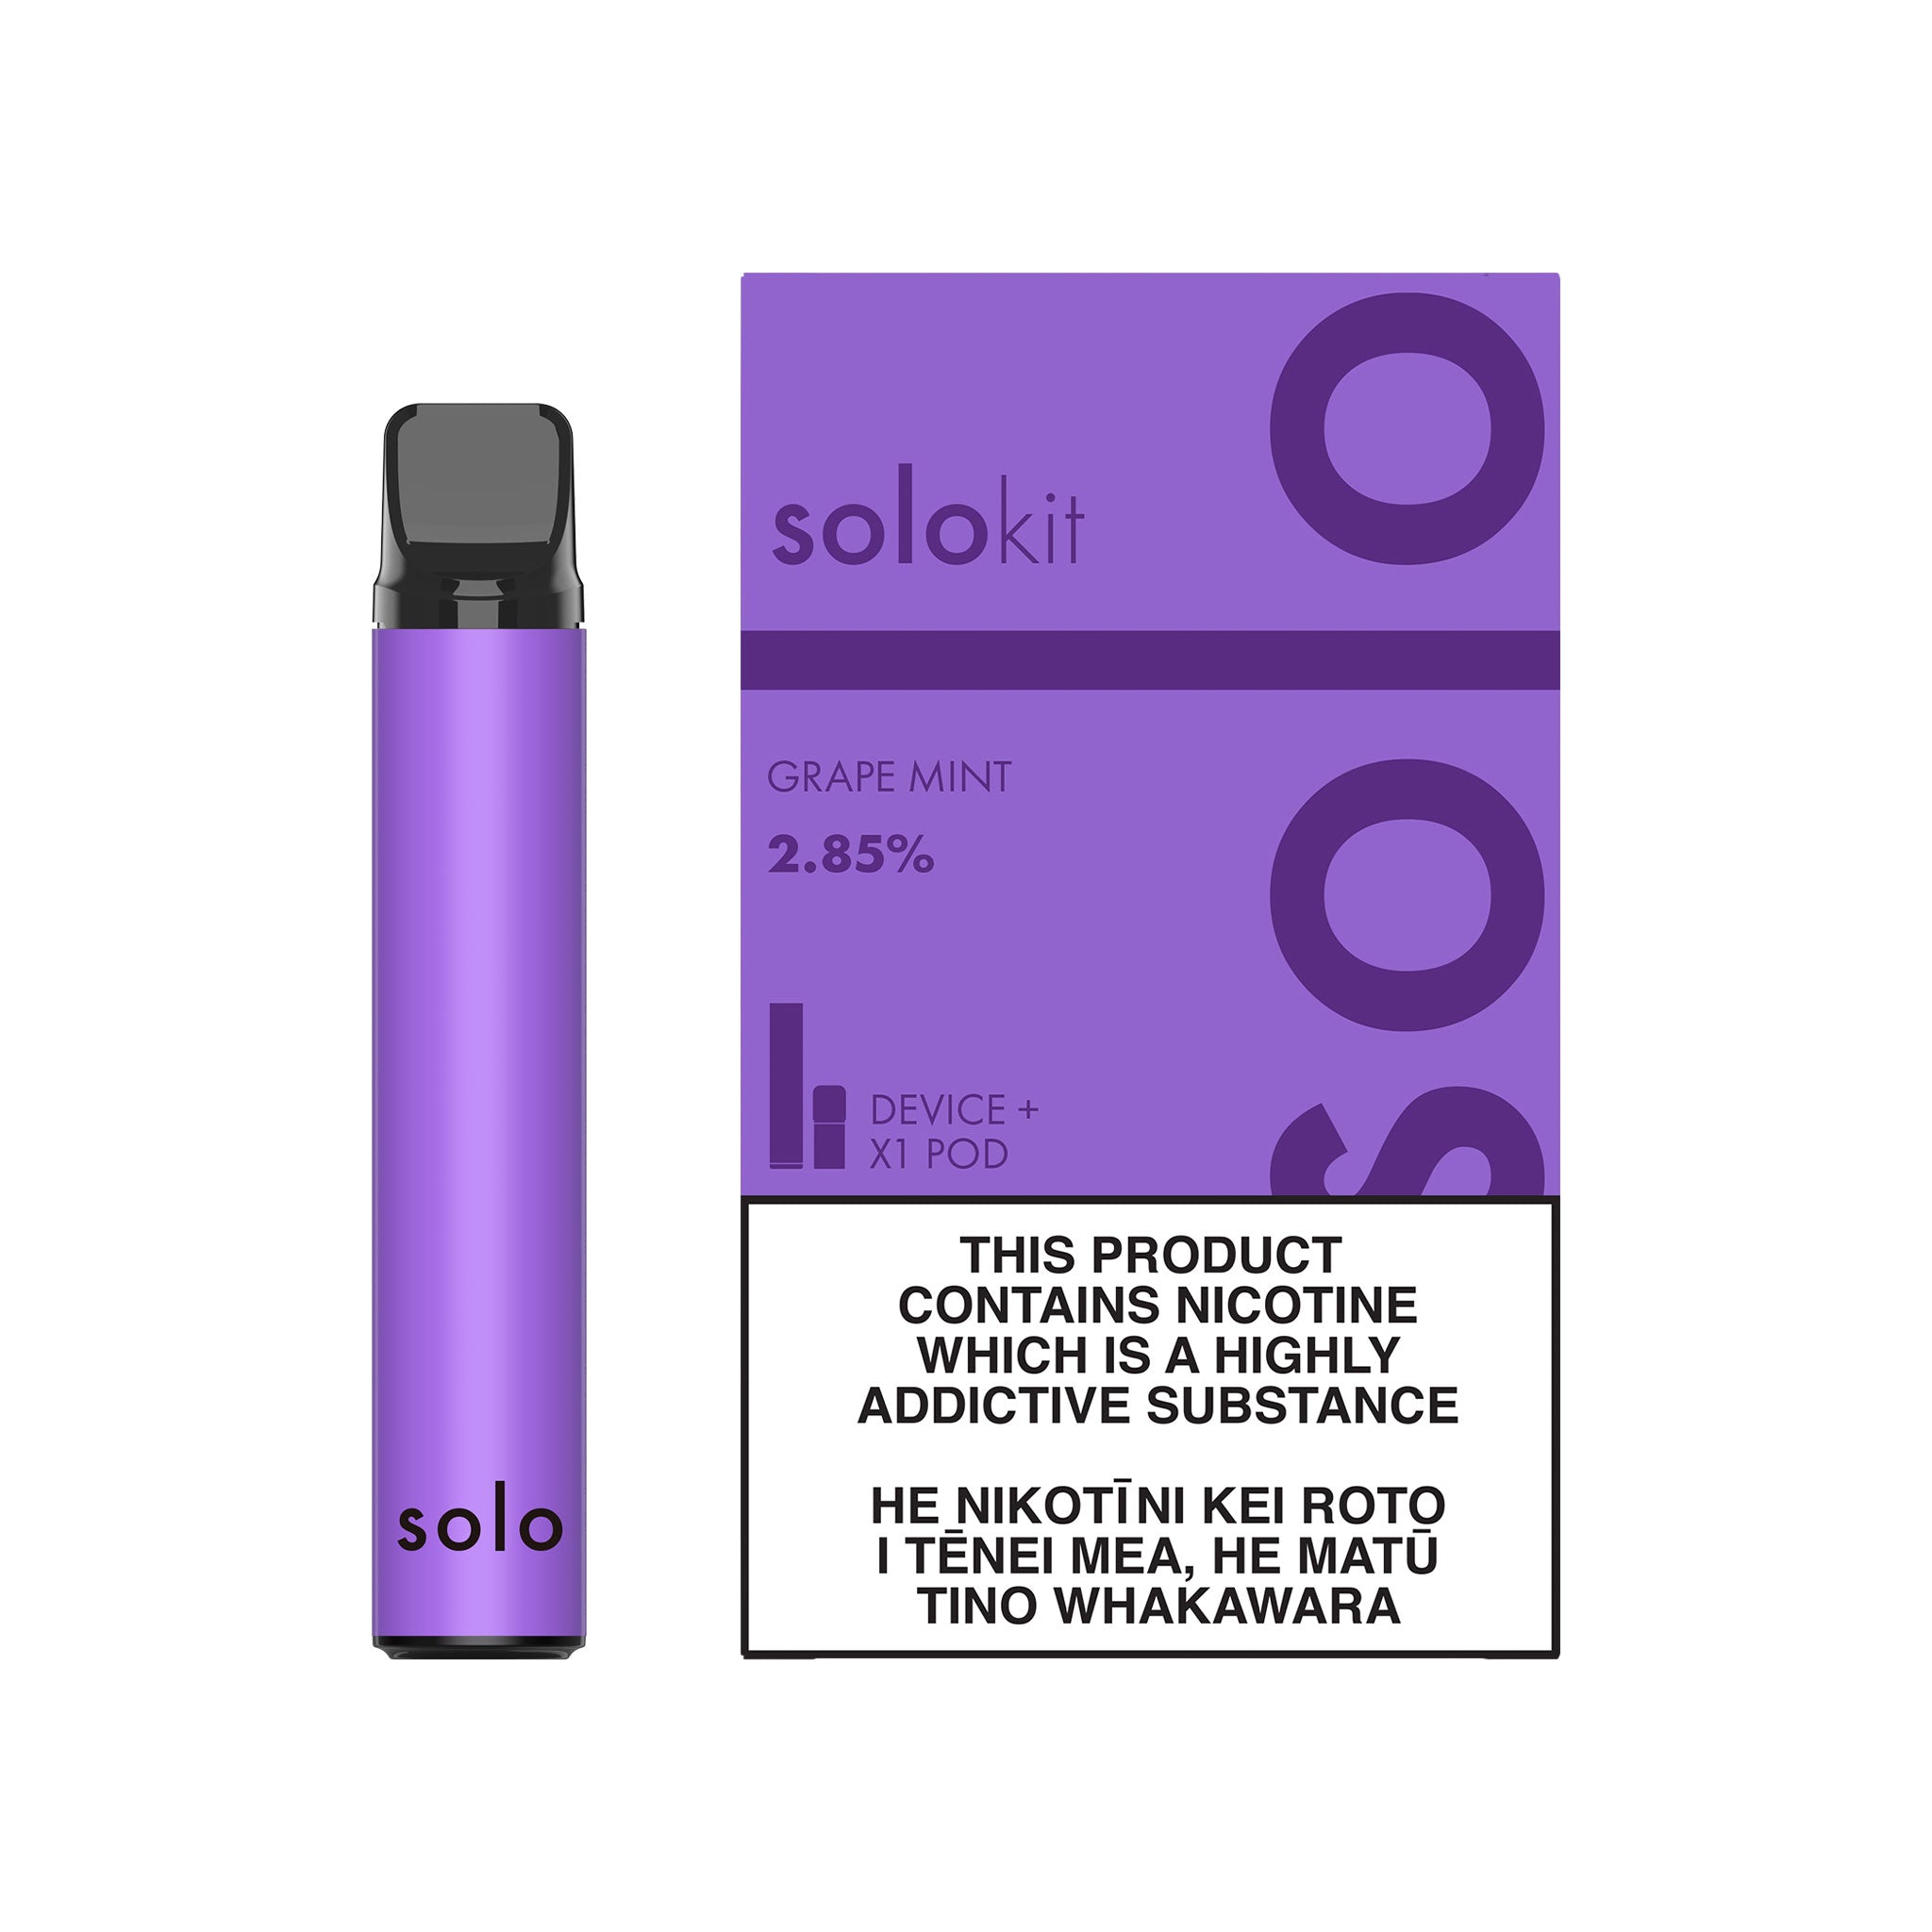 solo
solokit
GRAPE MINT
2.85%
DEVICE +
X1 POD
SOO
THIS PRODUCT
CONTAINS NICOTINE
WHICH IS A HIGHLY
ADDICTIVE SUBSTANCE
HE NIKOTĪNI KEI ROTO
I TĒNEI MEA, HE MATŪ
TINO WHAKAWARA